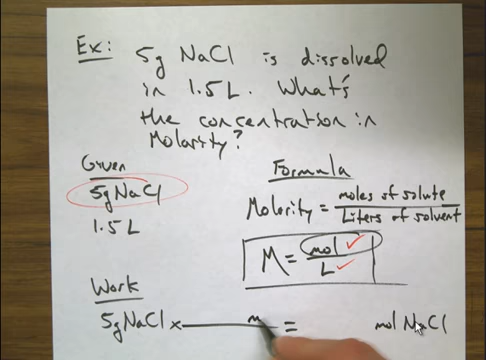 Ex: 5g NaCl is dissolved
in 1.5 L. What's
the concentration in
Molarity?
Given
5g NaCl
1.5 L
Formula
Molarity = moles of solute / Liters of solvent
M = mol ✓ / L ✓
Work
5g NaCl x ———— m = mol NaCl